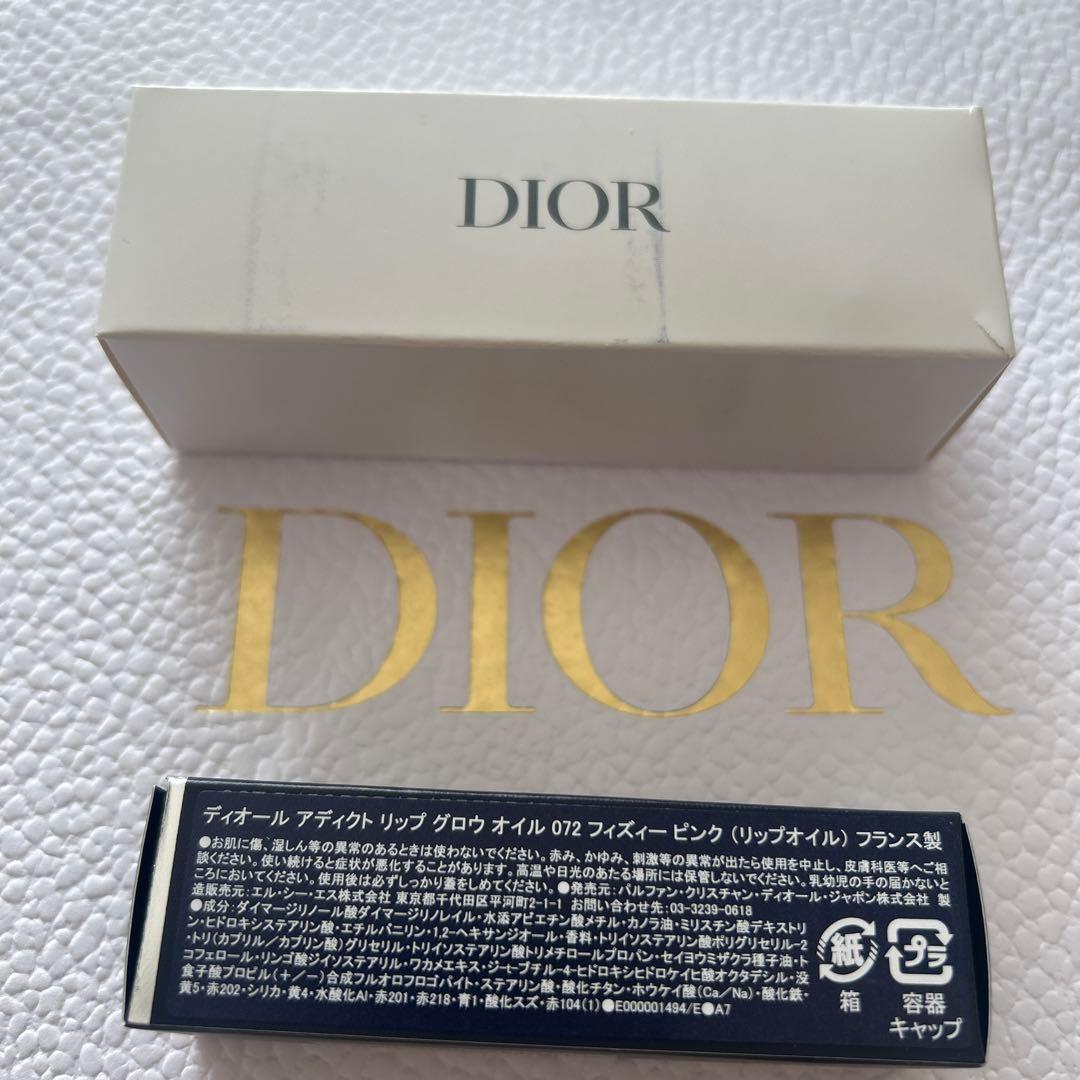 DIOR
DIOR
ディオール アディクト リップ グロウ オイル 072 フィズィー ピンク (リップオイル) フランス製
●お肌に傷、湿しん等の異常のあるときは使わないでください。赤み、かゆみ、刺激等の異常が出たら使用を中止し、皮膚科医等へご相
談ください。使い続けると症状が悪化することがあります。高温や日光のあたる場所には保管しないでください。乳幼児の手の届かないと
ころにおいてください。使用後は必ずしっかり蓋をしめてください。●発売元:パルファン・クリスチャン・ディオール・ジャポン株式会社 製
造販売元:エル・シー・エス株式会社 東京都千代田区平河町2-1-1 お問い合わせ先:03-3239-0618
●成分:ダイマージリノール酸ダイマージリノレイル・水添アビエチン酸メチル・カノラ油・ミリスチン酸デキストリ
ン・ヒドロキシステアリン酸・エチルバニリン・1,2-ヘキサンジオール・香料・トリイソステアリン酸ポリグリセリル-2
・トリ(カプリル/カプリン酸)グリセリル・トリイソステアリン酸トリメチロールプロパン・セイヨウミザクラ種子油・ト
コフェロール・リンゴ酸ジイソステアリル・ワカメエキス・ジ-t-ブチル-4-ヒドロキシヒドロケイヒ酸オクタデシル・没
食子酸プロピル(+/-)合成フルオロフロゴパイト・ステアリン酸・酸化チタン・ホウケイ酸(Ca/Na)・酸化鉄・
黄5・赤202・シリカ・黄4・水酸化Al・赤201・赤218・青1・酸化スズ・赤104(1)●E000001494/E●A7
紙
箱
プラ
容器
キャップ